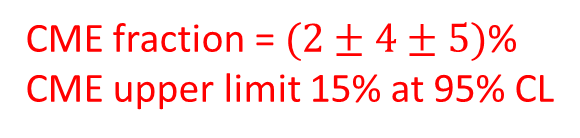 CME fraction = (2 ± 4 ± 5)%
CME upper limit 15% at 95% CL